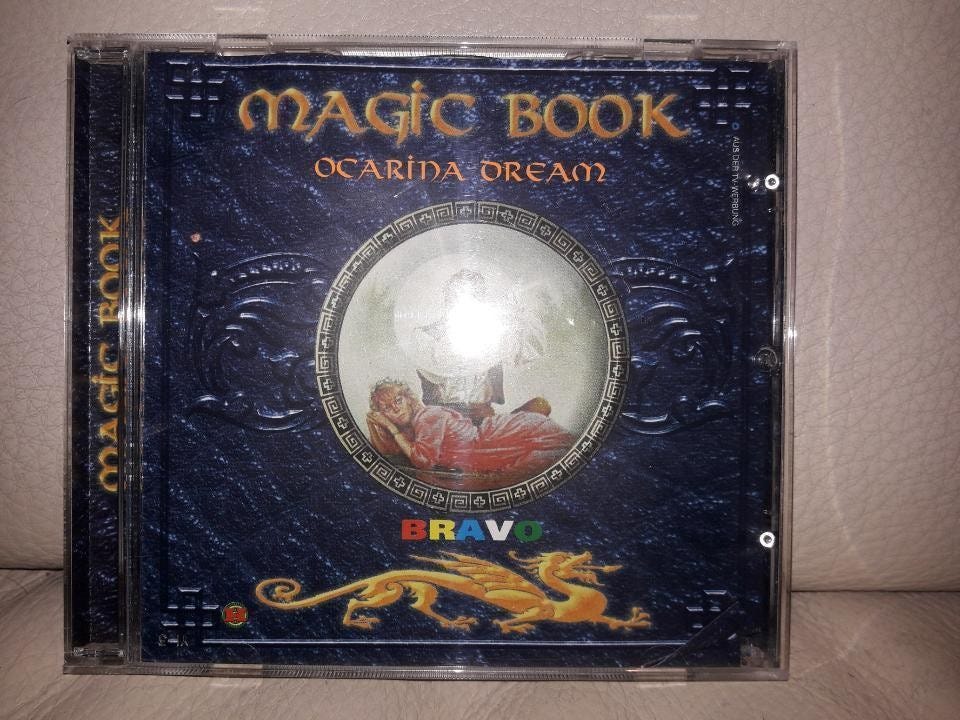 MAGIC BOOK
OCARINA DREAM
AUS DER TV-WERBUNG
MAGIC BOOK
BRAVO